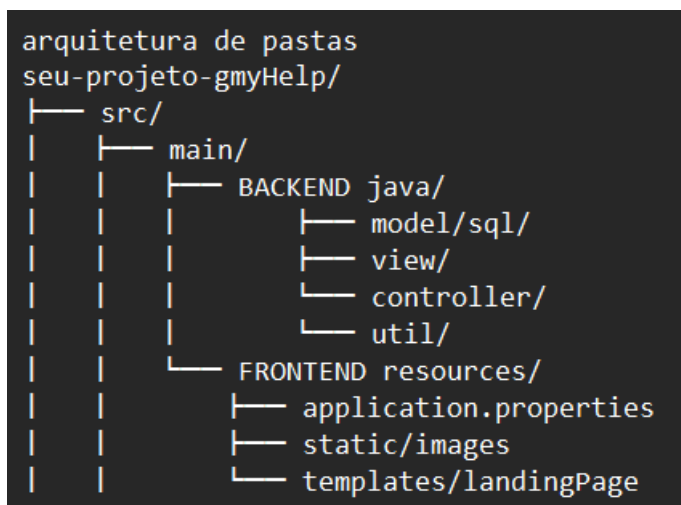 arquitetura de pastas
seu-projeto-gmyHelp/
├── src/
│   ├── main/
│   │   ├── BACKEND java/
│   │   │       ├── model/sql/
│   │   │       ├── view/
│   │   │       └── controller/
│   │   │       └── util/
│   │   └── FRONTEND resources/
│   │       ├── application.properties
│   │       ├── static/images
│   │       └── templates/landingPage